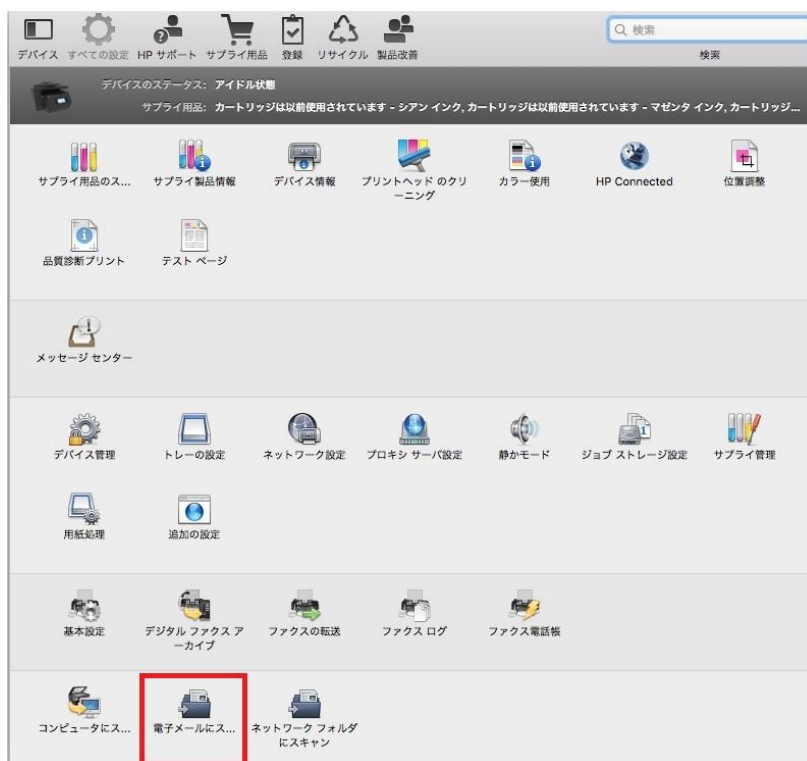 デバイス すべての設定 HP サポート サプライ用品 登録 リサイクル 製品改善
検索
検索
デバイスのステータス: アイドル状態
サプライ用品: カートリッジは以前使用されています - シアン インク, カートリッジは以前使用されています - マゼンタ インク, カートリッジ...
サプライ用品のス... サプライ製品情報 デバイス情報 プリントヘッド のクリ カラー使用 HP Connected 位置調整
ーニング
品質診断プリント テスト ページ
メッセージ センター
デバイス管理 トレーの設定 ネットワーク設定 プロキシ サーバ設定 静かモード ジョブ ストレージ設定 サプライ管理
用紙処理 追加の設定
基本設定 デジタル ファクス ア ファクスの転送 ファクス ログ ファクス電話帳
ーカイブ
コンピュータにス... 電子メールにス... ネットワーク フォルダ
にスキャン